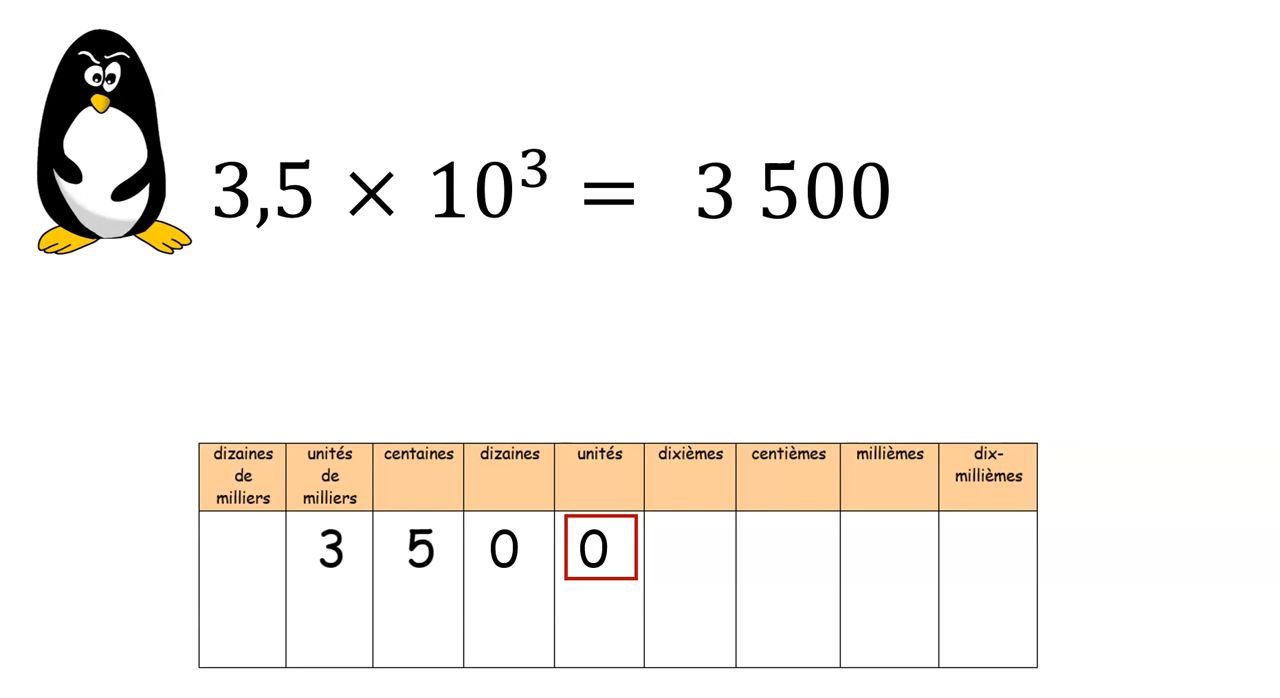 3,5 × 10³ = 3 500
dizaines de milliers unités de milliers centaines dizaines unités dixièmes centièmes millièmes dix-millièmes
3 5 0 0